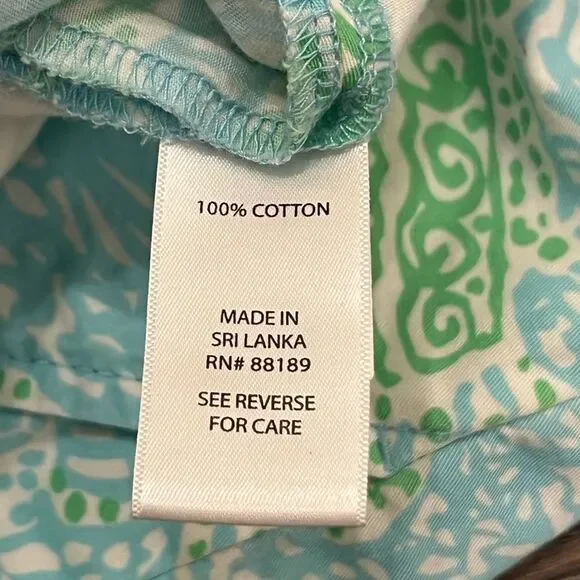 100% COTTON
MADE IN
SRI LANKA
RN# 88189
SEE REVERSE
FOR CARE